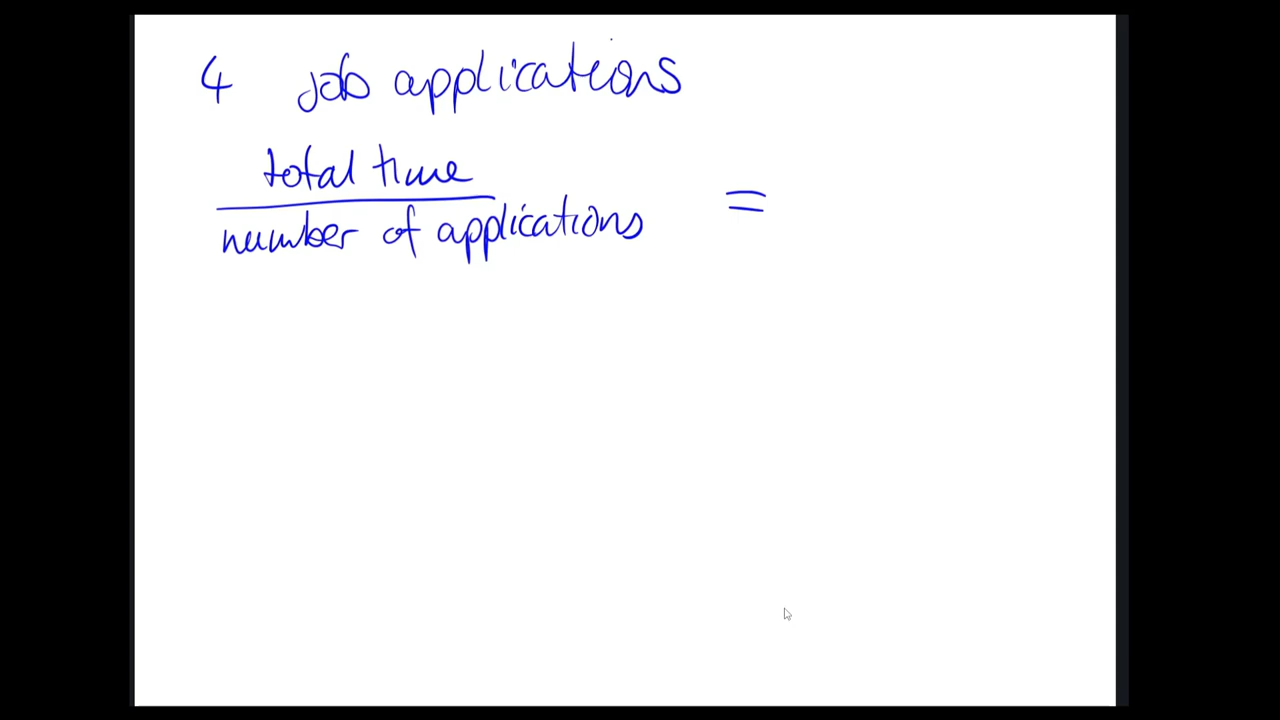 4 Job applications
total time
number of applications =